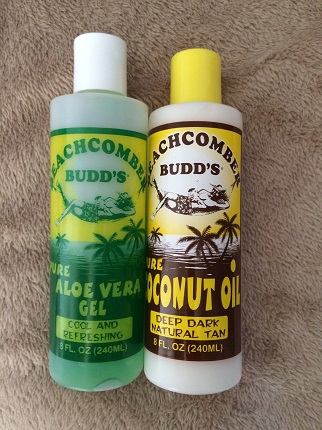 BEACHCOMBER
BUDD'S
PURE
ALOE VERA
GEL
COOL AND
REFRESHING
8 FL. OZ (240ML)
BEACHCOMBER
BUDD'S
PURE
COCONUT OIL
DEEP DARK
NATURAL TAN
8 FL. OZ (240ML)